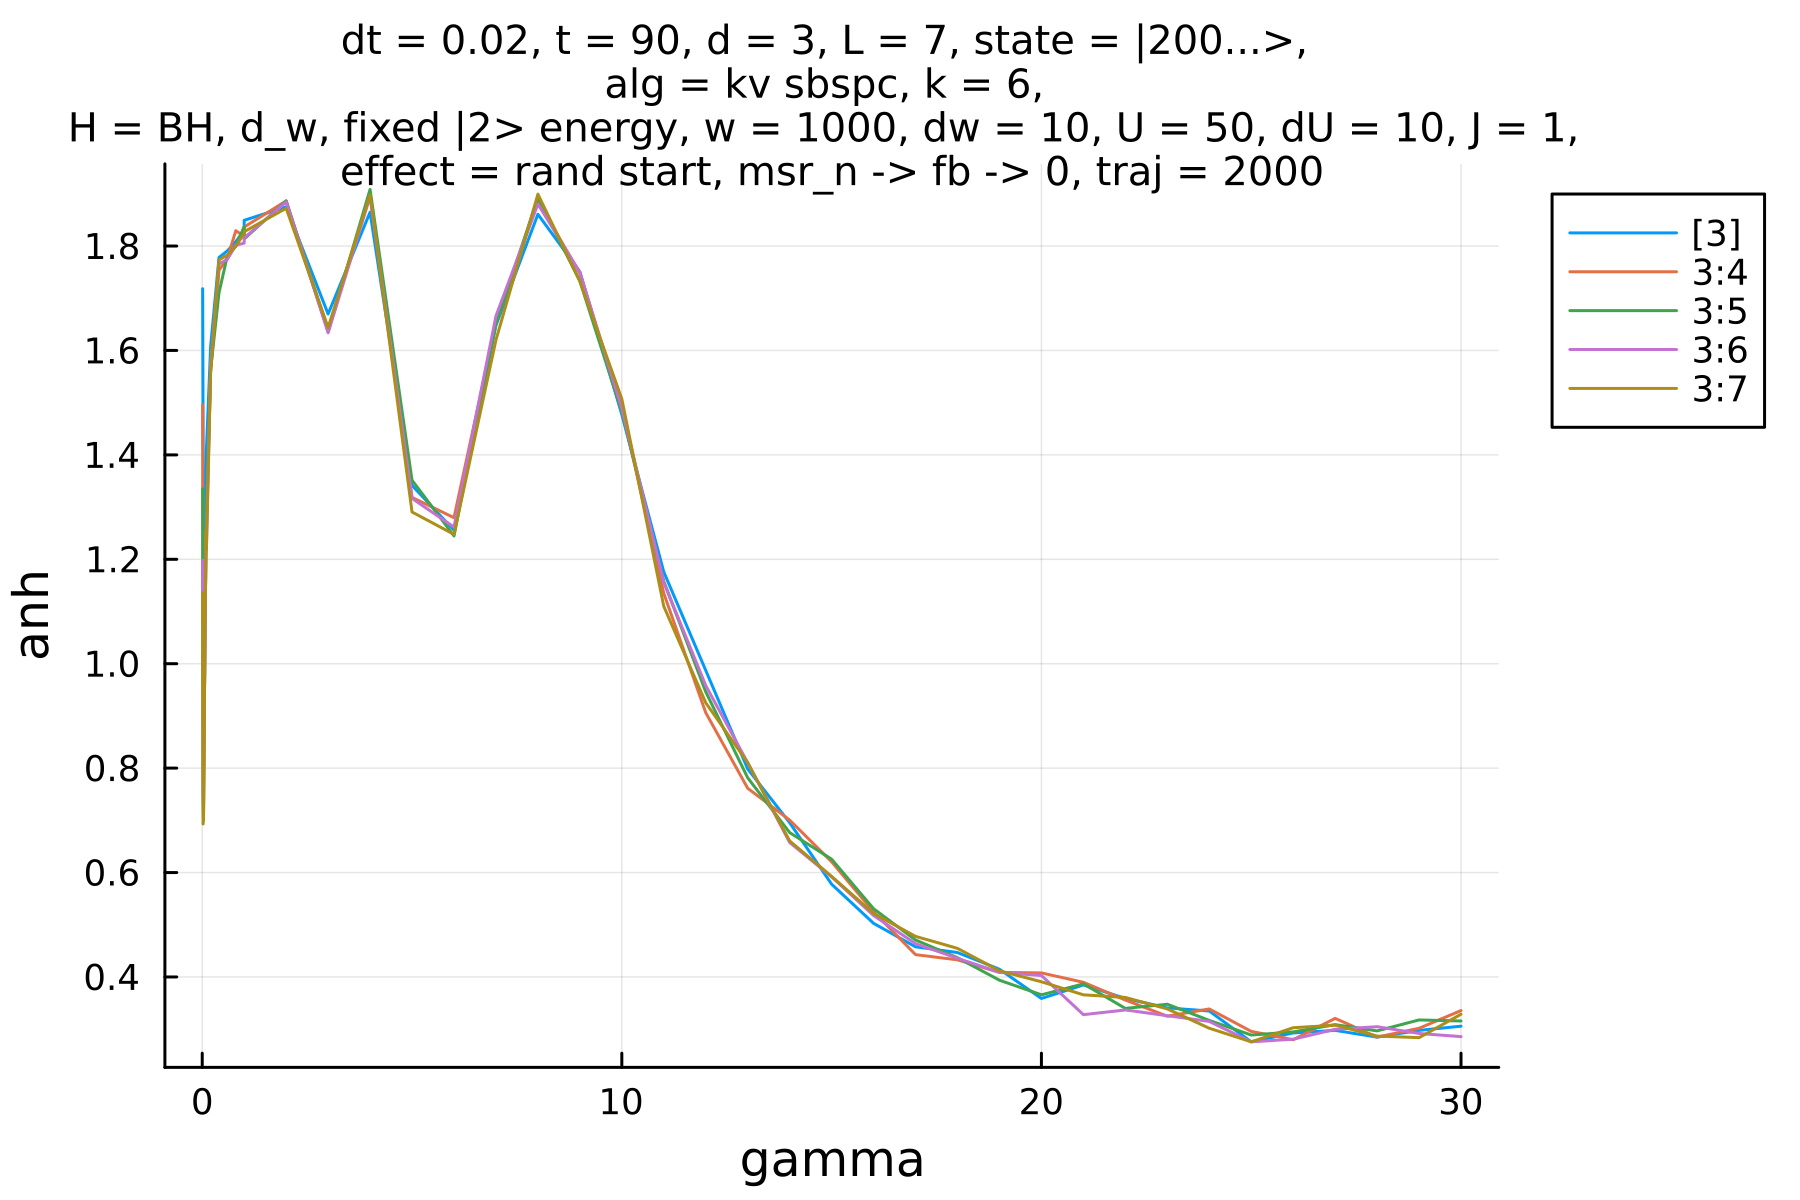 dt = 0.02, t = 90, d = 3, L = 7, state = |200...>,
alg = kv sbspc, k = 6,
H = BH, d_w, fixed |2> energy, w = 1000, dw = 10, U = 50, dU = 10, J = 1,
effect = rand start, msr_n -> fb -> 0, traj = 2000
[3]
3:4
3:5
3:6
3:7
1.8
1.6
1.4
1.2
1.0
0.8
0.6
0.4
anh
0 10 20 30
gamma